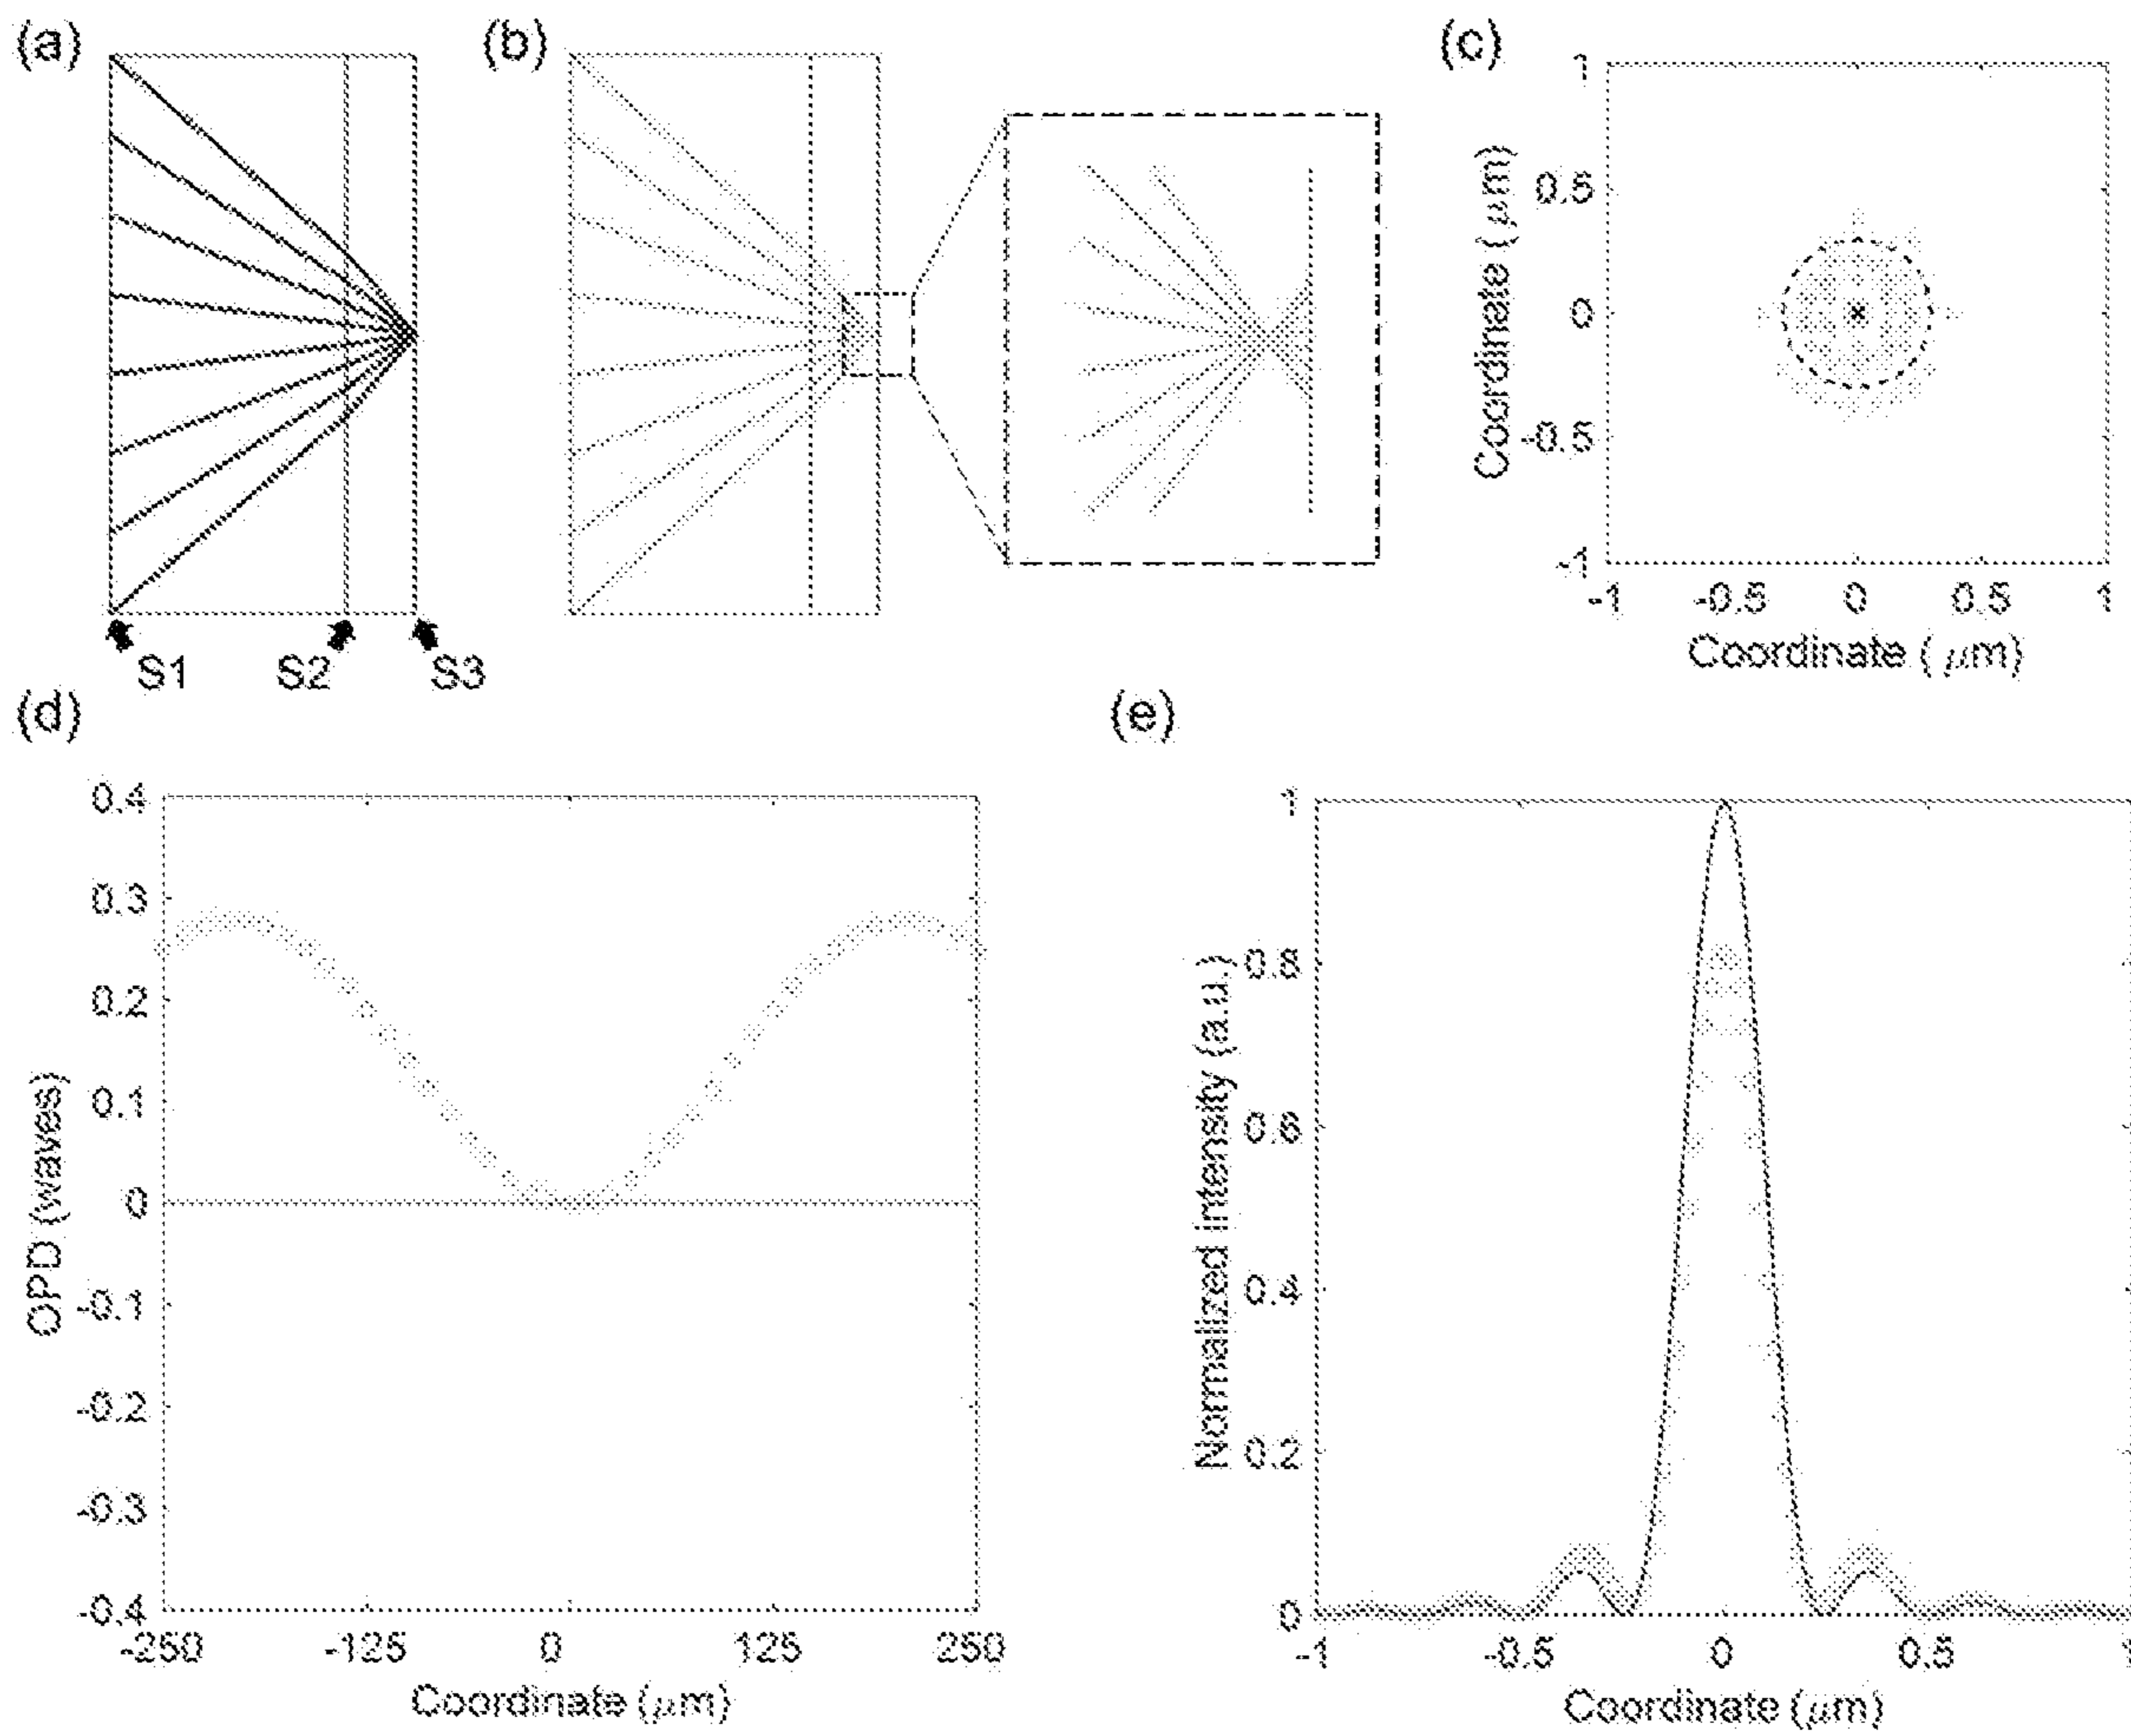 (a)
S1 S2 S3
(b)
(c)
Coordinate (μm)
1
0.5
0
-0.5
-1
-1 -0.5 0 0.5 1
Coordinate (μm)
(d)
OPD (waves)
0.4
0.3
0.2
0.1
0
-0.1
-0.2
-0.3
-0.4
-250 -125 0 125 250
Coordinate (μm)
(e)
Normalized intensity (a.u.)
1
0.8
0.6
0.4
0.2
0
-1 -0.5 0 0.5 1
Coordinate (μm)